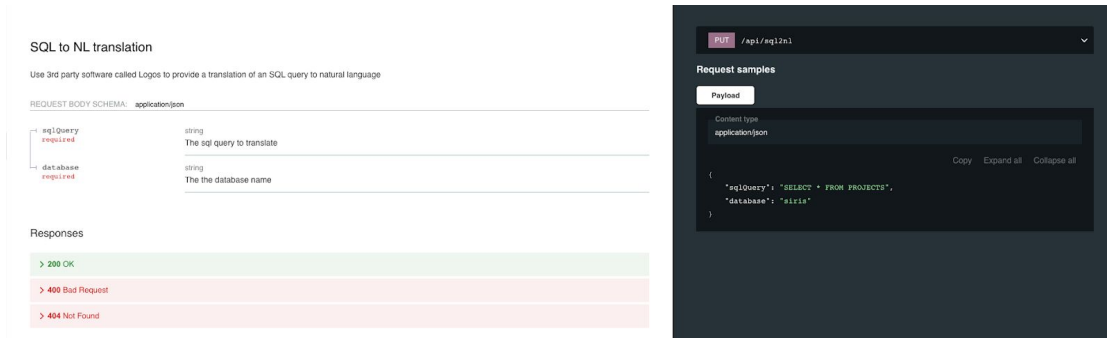 SQL to NL translation
Use 3rd party software called Logos to provide a translation of an SQL query to natural language
REQUEST BODY SCHEMA: application/json
sqlQuery
required
string
The sql query to translate
database
required
string
The the database name
Responses
200 OK
400 Bad Request
404 Not Found
PUT /api/sql2nl
Request samples
Payload
Content type
application/json
Copy Expand all Collapse all
{
"sqlQuery": "SELECT * FROM PROJECTS",
"database": "siris"
}